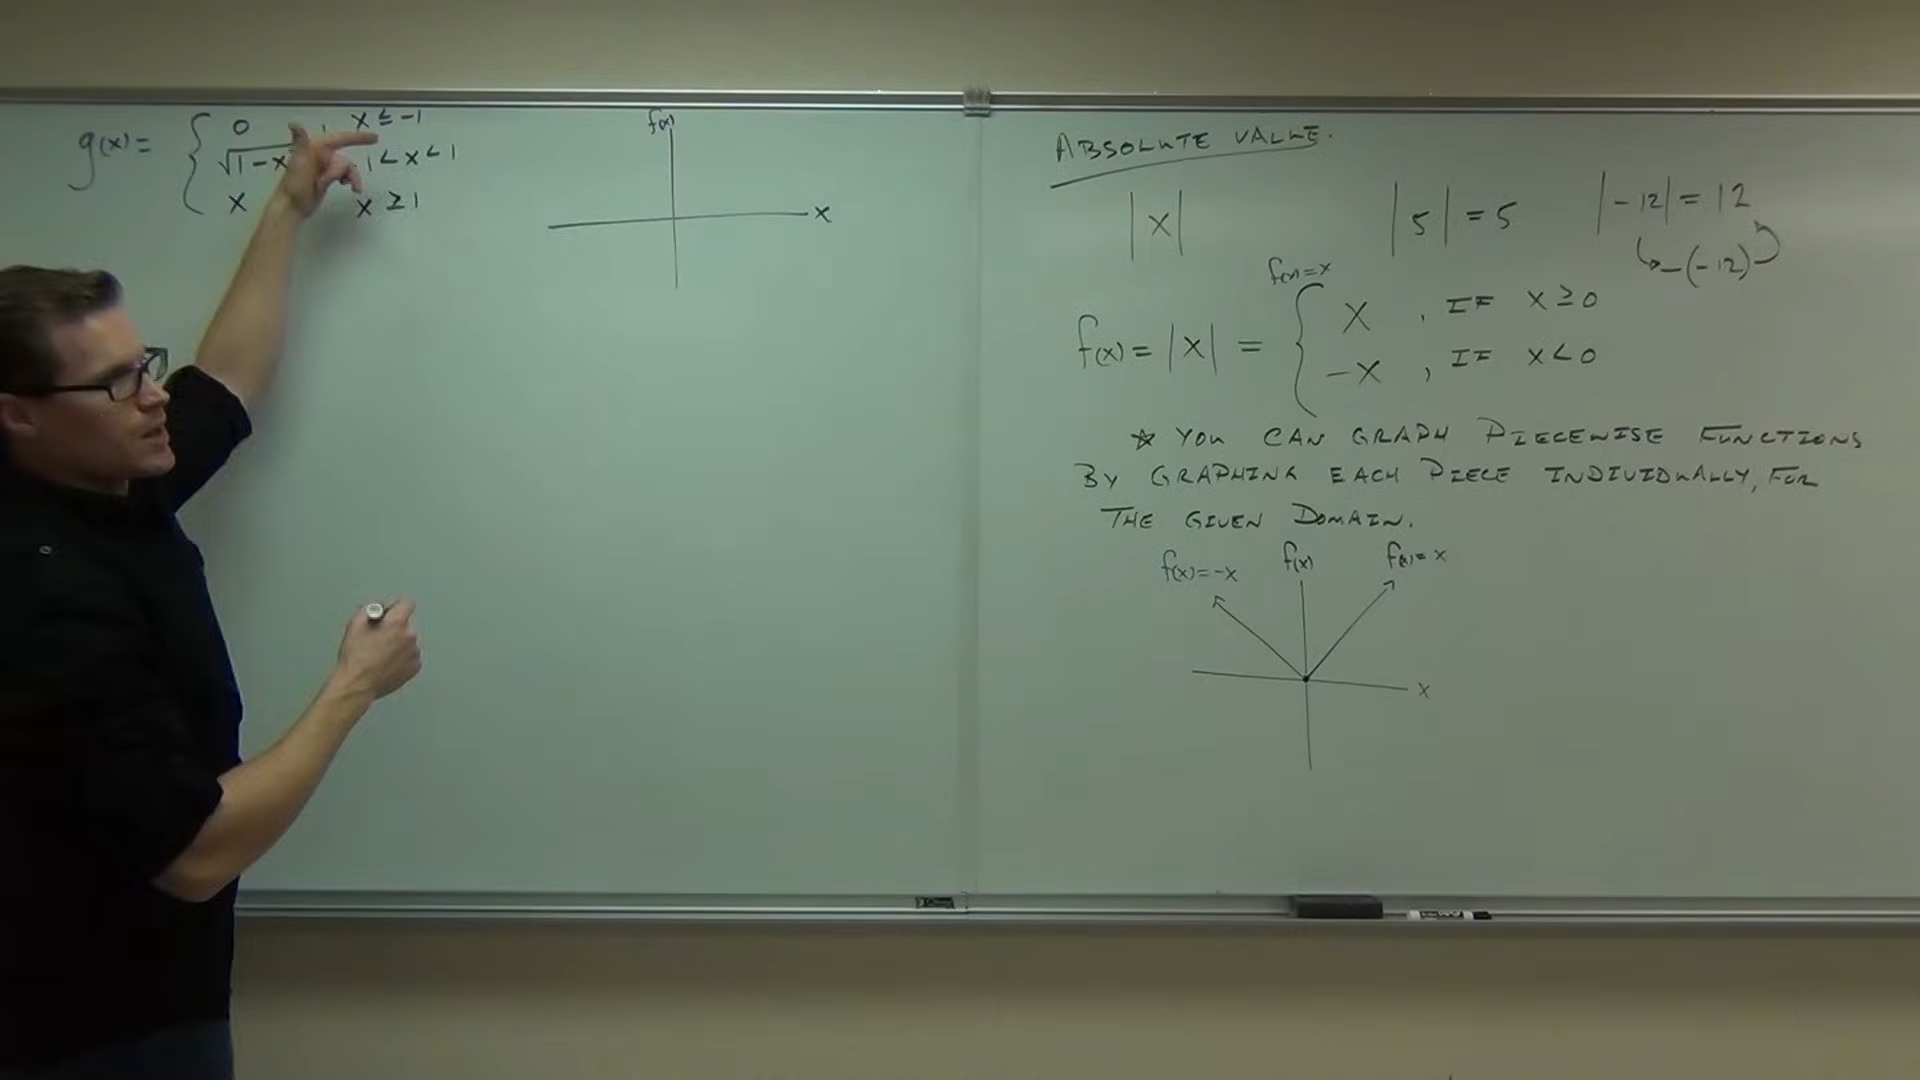 g(x) = { 0 , x ≤ -1
√1-x 1 < x < 1
x x ≥ 1
f(x)
x
ABSOLUTE VALUE.
|x| |5| = 5 |-12| = 12
-(-12)
f(x)=x
f(x) = |x| = { x , IF x ≥ 0
-x , IF x < 0
☆ YOU CAN GRAPH PIECEWISE FUNCTIONS
BY GRAPHING EACH PIECE INDIVIDUALLY, FOR
THE GIVEN DOMAIN.
f(x)=-x f(x) f(x)=x
x